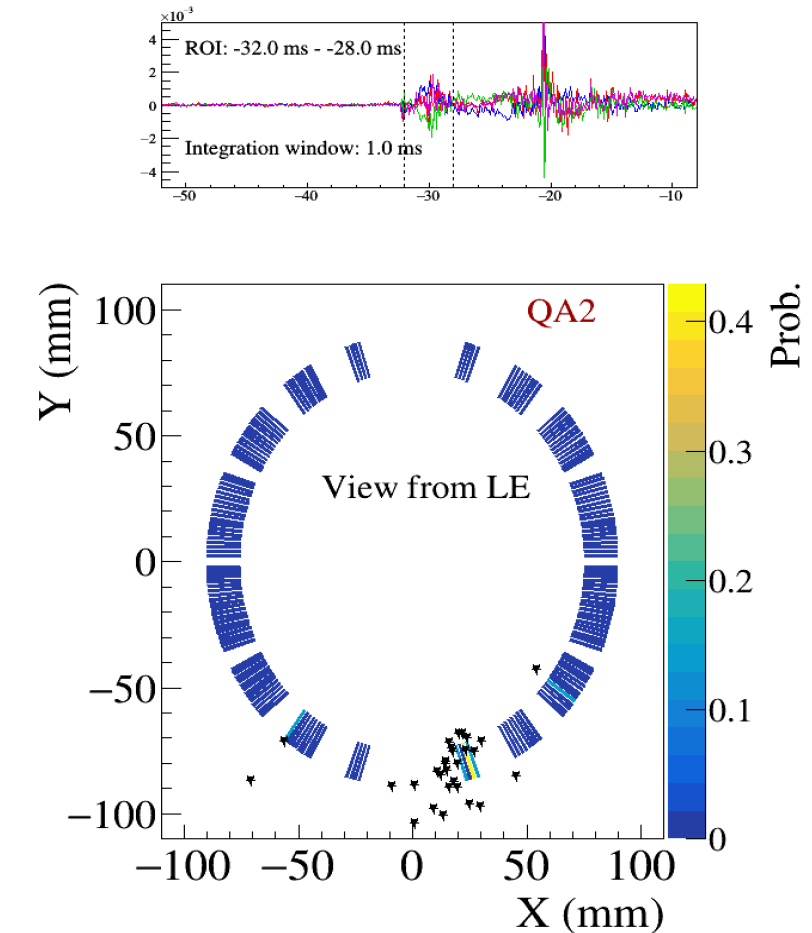 ×10⁻³
4
ROI: -32.0 ms - -28.0 ms
2
0
−2
Integration window: 1.0 ms
−4
−50 −40 −30 −20 −10
Y (mm)
100
50
0
−50
−100
QA2
View from LE
Prob.
0.4
0.3
0.2
0.1
0
−100 −50 0 50 100
X (mm)